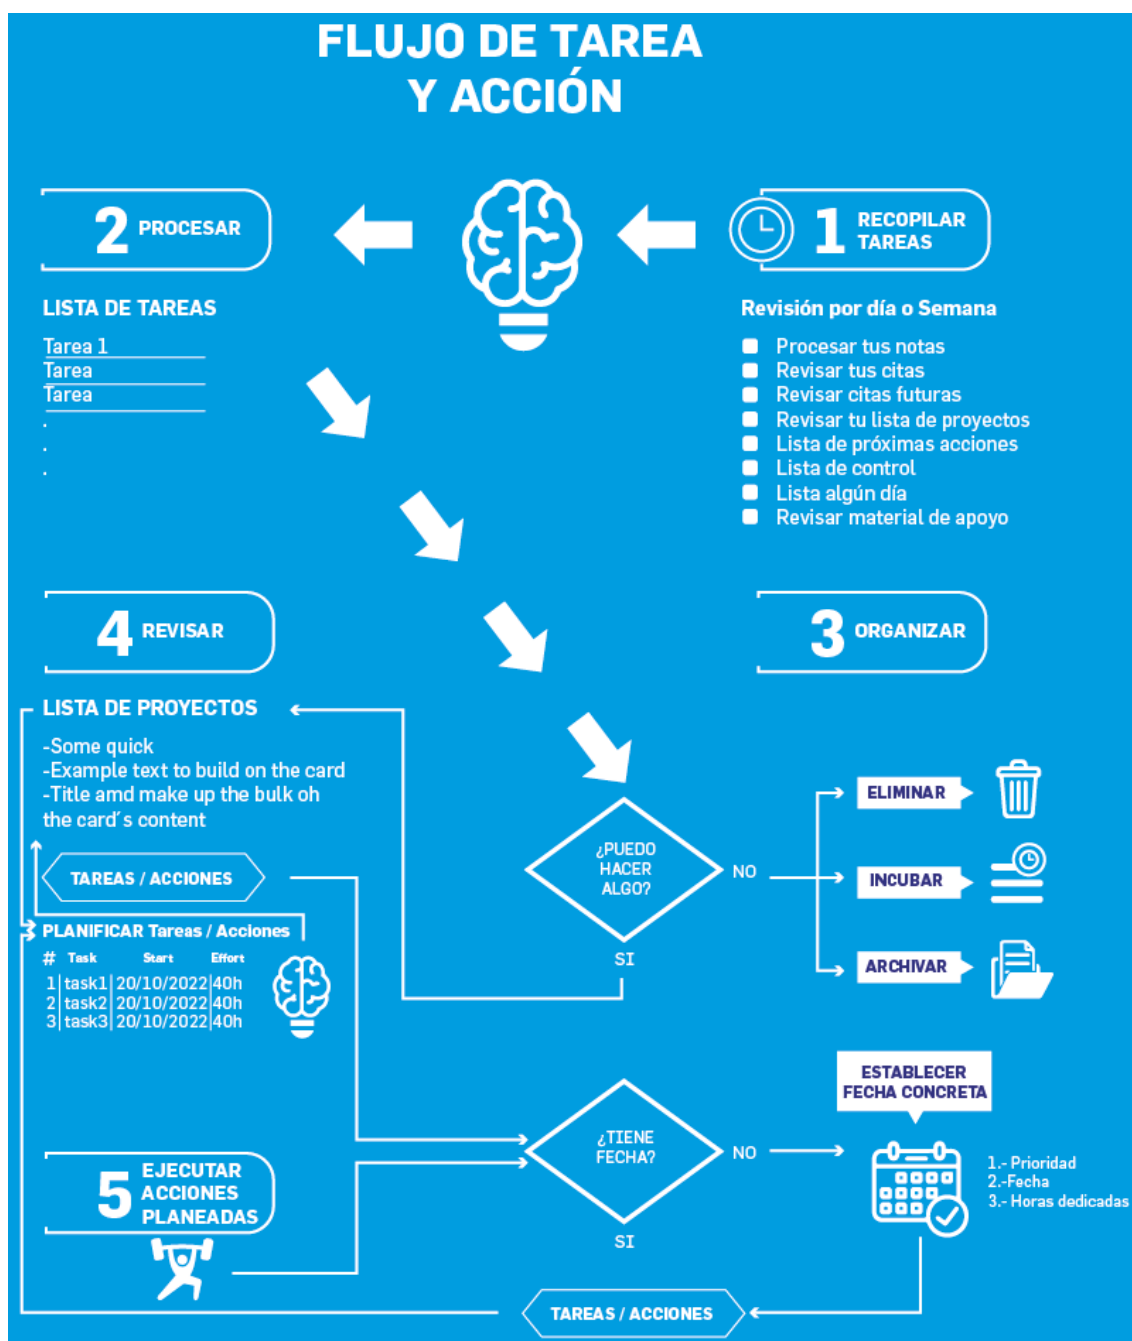 FLUJO DE TAREA
Y ACCIÓN
1 RECOPILAR
TAREAS
Revisión por día o Semana
Procesar tus notas
Revisar tus citas
Revisar citas futuras
Revisar tu lista de proyectos
Lista de próximas acciones
Lista de control
Lista algún día
Revisar material de apoyo
2 PROCESAR
LISTA DE TAREAS
Tarea 1
Tarea
Tarea
.
.
.
3 ORGANIZAR
¿PUEDO
HACER
ALGO?
NO
SI
ELIMINAR
INCUBAR
ARCHIVAR
4 REVISAR
LISTA DE PROYECTOS
-Some quick
-Example text to build on the card
-Title amd make up the bulk oh
the card´s content
TAREAS / ACCIONES
PLANIFICAR Tareas / Acciones
# Task Start Effort
1 | task1 | 20/10/2022 | 40h
2 | task2 | 20/10/2022 | 40h
3 | task3 | 20/10/2022 | 40h
¿TIENE
FECHA?
NO
SI
ESTABLECER
FECHA CONCRETA
1.- Prioridad
2.-Fecha
3.- Horas dedicadas
5 EJECUTAR
ACCIONES
PLANEADAS
TAREAS / ACCIONES